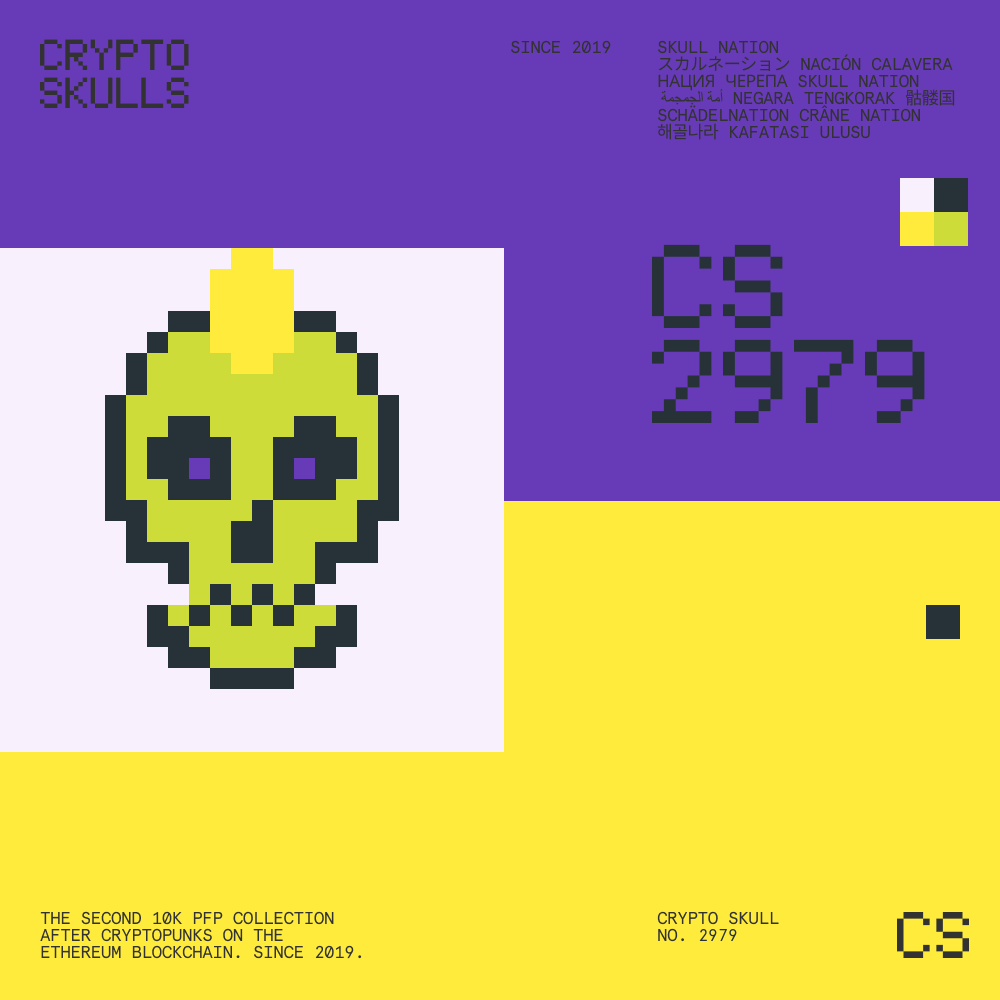 CRYPTO
SKULLS
SINCE 2019
SKULL NATION
スカルネーション NACIÓN CALAVERA
НАЦИЯ ЧЕРЕПА SKULL NATION
أمة الجمجمة NEGARA TENGKORAK 骷髅国
SCHÄDELNATION CRÂNE NATION
해골나라 KAFATASI ULUSU
CS
2979
THE SECOND 10K PFP COLLECTION
AFTER CRYPTOPUNKS ON THE
ETHEREUM BLOCKCHAIN. SINCE 2019.
CRYPTO SKULL
NO. 2979
CS